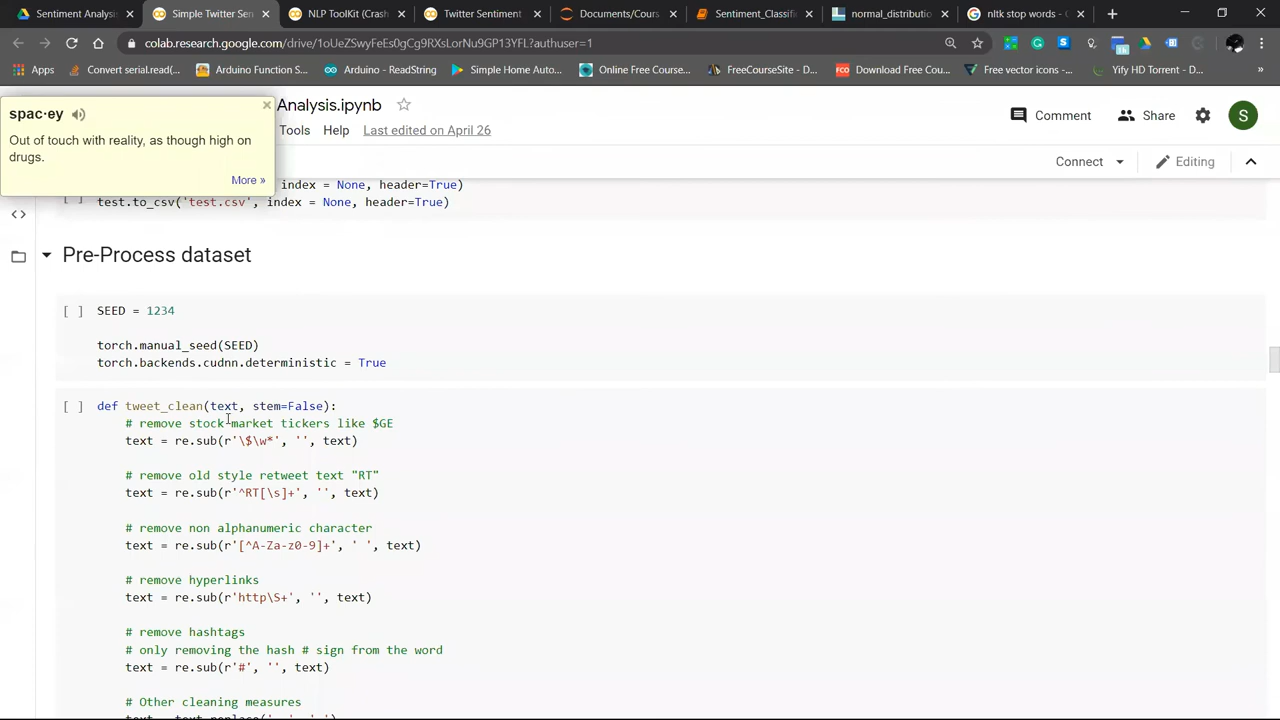 Sentiment Analysis
Simple Twitter Sen
NLP ToolKit (Crash
Twitter Sentiment
Documents/Cours
Sentiment_Classifi
normal_distributio
nltk stop words - G
colab.research.google.com/drive/1oUeZSwyFeEs0gCg9RXsLorNu9GP13YFL?authuser=1
Apps
Convert serial.read(...
Arduino Function S...
Arduino - ReadString
Simple Home Auto...
Online Free Course...
FreeCourseSite - D...
Download Free Cou...
Free vector icons -...
Yify HD Torrent - D...
spac·ey
Out of touch with reality, as though high on
drugs.
More »
Analysis.ipynb
Tools Help Last edited on April 26
Comment Share S
Connect Editing
index = None, header=True)
[ ] test.to_csv('test.csv', index = None, header=True)
Pre-Process dataset
[ ] SEED = 1234
torch.manual_seed(SEED)
torch.backends.cudnn.deterministic = True
[ ] def tweet_clean(text, stem=False):
# remove stock market tickers like $GE
text = re.sub(r'\$\w*', '', text)
# remove old style retweet text "RT"
text = re.sub(r'^RT[\s]+', '', text)
# remove non alphanumeric character
text = re.sub(r'[^A-Za-z0-9]+', ' ', text)
# remove hyperlinks
text = re.sub(r'http\S+', '', text)
# remove hashtags
# only removing the hash # sign from the word
text = re.sub(r'#', '', text)
# Other cleaning measures